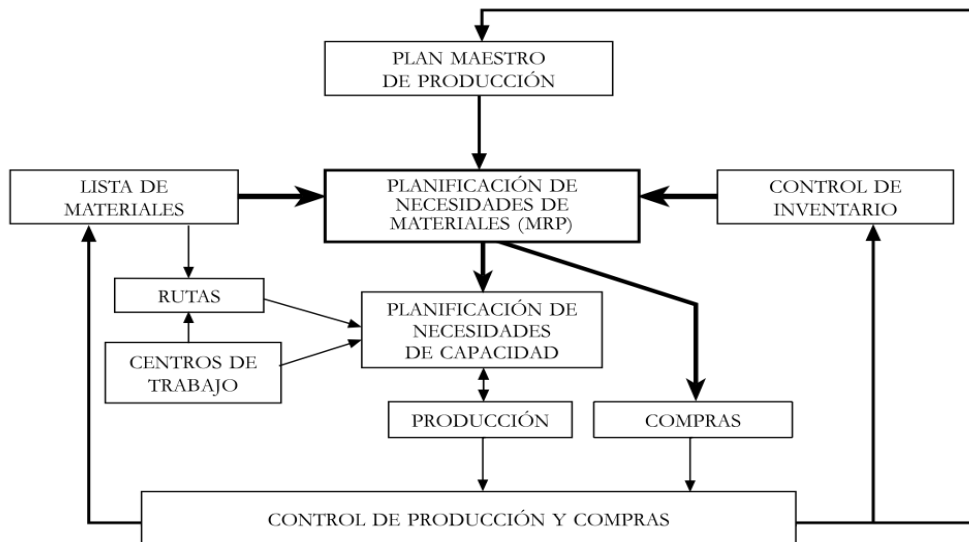 PLAN MAESTRO
DE PRODUCCIÓN
LISTA DE
MATERIALES
PLANIFICACIÓN DE
NECESIDADES DE
MATERIALES (MRP)
CONTROL DE
INVENTARIO
RUTAS
PLANIFICACIÓN DE
NECESIDADES
DE CAPACIDAD
CENTROS DE
TRABAJO
PRODUCCIÓN
COMPRAS
CONTROL DE PRODUCCIÓN Y COMPRAS